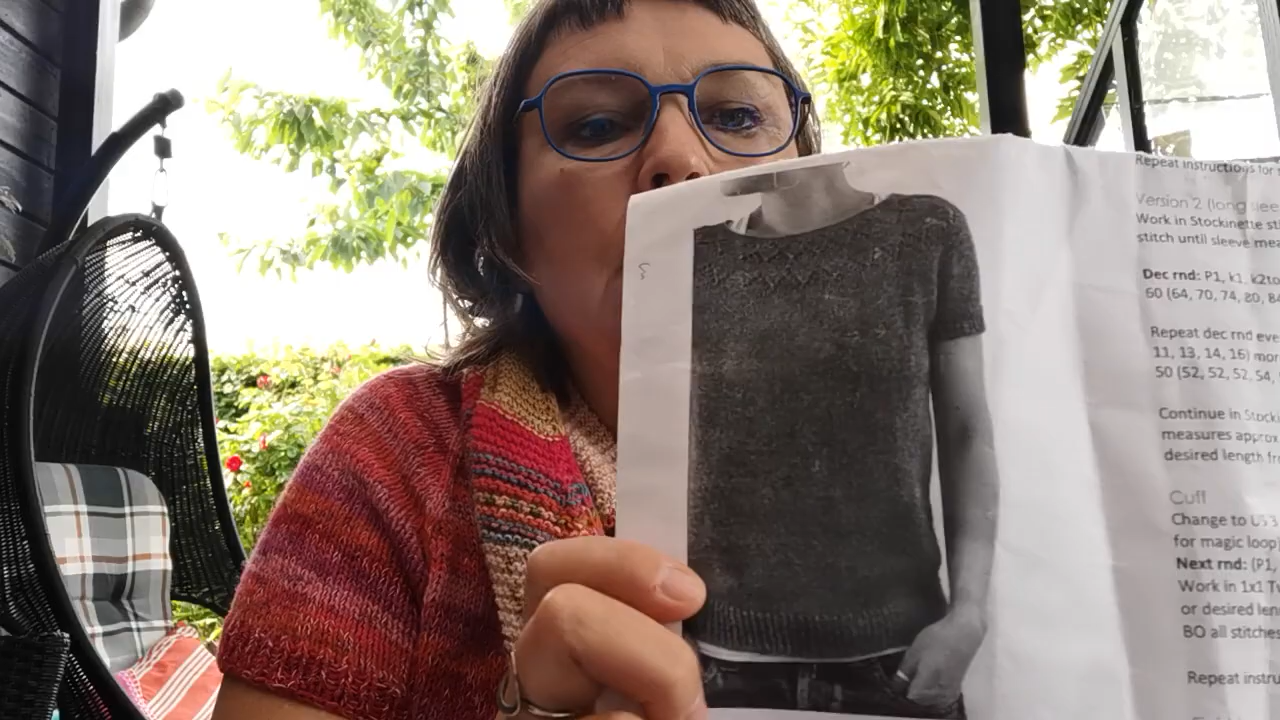 Repeat instructions for
Version 2 (long slee
Work in Stockinette sti
stitch until sleeve mea
Dec rnd: P1, k1, k2to
60 (64, 70, 74, 80, 8
Repeat dec rnd eve
11, 13, 14, 16) mor
50 (52, 52, 52, 54,
Continue in Stock
measures approx
desired length fr
Cuff
Change to US 3
for magic loop)
Next rnd: (P1,
Work in 1x1 T
or desired len
BO all stitches
Repeat instru